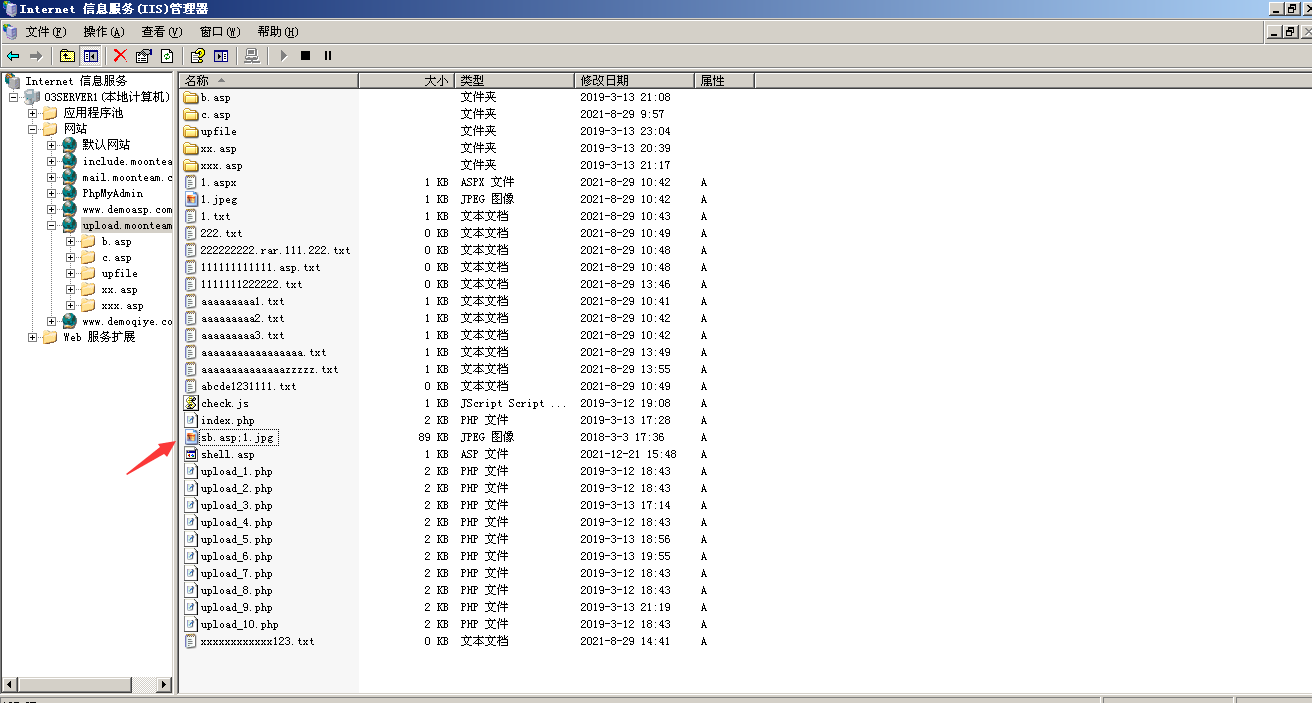 Internet 信息服务(IIS)管理器
文件(F) 操作(A) 查看(V) 窗口(W) 帮助(H)
Internet 信息服务
03SERVER1(本地计算机)
应用程序池
网站
默认网站
include.moontea
mail.moonteam.c
PhpMyAdmin
www.demoasp.com
upload.moonteam
b.asp
c.asp
upfile
xx.asp
xxx.asp
www.demoqiye.co
Web 服务扩展
名称 大小 类型 修改日期 属性
b.asp 文件夹 2019-3-13 21:08
c.asp 文件夹 2021-8-29 9:57
upfile 文件夹 2019-3-13 23:04
xx.asp 文件夹 2019-3-13 20:39
xxx.asp 文件夹 2019-3-13 21:17
1.aspx 1 KB ASPX 文件 2021-8-29 10:42 A
1.jpeg 1 KB JPEG 图像 2021-8-29 10:42 A
1.txt 1 KB 文本文档 2021-8-29 10:43 A
222.txt 0 KB 文本文档 2021-8-29 10:49 A
222222222.rar.111.222.txt 0 KB 文本文档 2021-8-29 10:48 A
111111111111.asp.txt 0 KB 文本文档 2021-8-29 10:48 A
1111111222222.txt 0 KB 文本文档 2021-8-29 13:46 A
aaaaaaaaa1.txt 1 KB 文本文档 2021-8-29 10:41 A
aaaaaaaaa2.txt 1 KB 文本文档 2021-8-29 10:42 A
aaaaaaaaa3.txt 1 KB 文本文档 2021-8-29 10:42 A
aaaaaaaaaaaaaaaaa.txt 1 KB 文本文档 2021-8-29 13:49 A
aaaaaaaaaaaaaazzzzz.txt 1 KB 文本文档 2021-8-29 13:55 A
abcde1231111.txt 0 KB 文本文档 2021-8-29 10:49 A
check.js 1 KB JScript Script ... 2019-3-12 19:08 A
index.php 2 KB PHP 文件 2019-3-13 17:28 A
sb.asp;1.jpg 89 KB JPEG 图像 2018-3-3 17:36 A
shell.asp 1 KB ASP 文件 2021-12-21 15:48 A
upload_1.php 2 KB PHP 文件 2019-3-12 18:43 A
upload_2.php 2 KB PHP 文件 2019-3-12 18:43 A
upload_3.php 2 KB PHP 文件 2019-3-13 17:14 A
upload_4.php 2 KB PHP 文件 2019-3-12 18:43 A
upload_5.php 2 KB PHP 文件 2019-3-13 18:56 A
upload_6.php 2 KB PHP 文件 2019-3-13 19:55 A
upload_7.php 2 KB PHP 文件 2019-3-12 18:43 A
upload_8.php 2 KB PHP 文件 2019-3-12 18:43 A
upload_9.php 2 KB PHP 文件 2019-3-13 21:19 A
upload_10.php 2 KB PHP 文件 2019-3-12 18:43 A
xxxxxxxxxxxx123.txt 0 KB 文本文档 2021-8-29 14:41 A